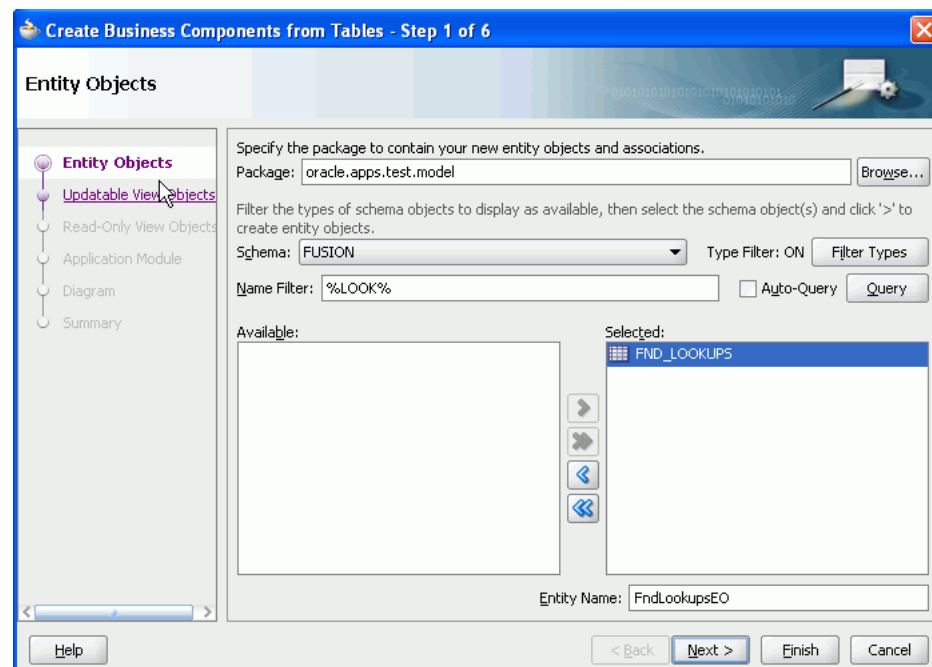 Create Business Components from Tables - Step 1 of 6
Entity Objects
Entity Objects
Updatable View Objects
Read-Only View Objects
Application Module
Diagram
Summary
Specify the package to contain your new entity objects and associations.
Package: oracle.apps.test.model Browse...
Filter the types of schema objects to display as available, then select the schema object(s) and click '>' to
create entity objects.
Schema: FUSION Type Filter: ON Filter Types
Name Filter: %LOOK% Auto-Query Query
Available: Selected:
FND_LOOKUPS
Entity Name: FndLookupsEO
Help < Back Next > Finish Cancel